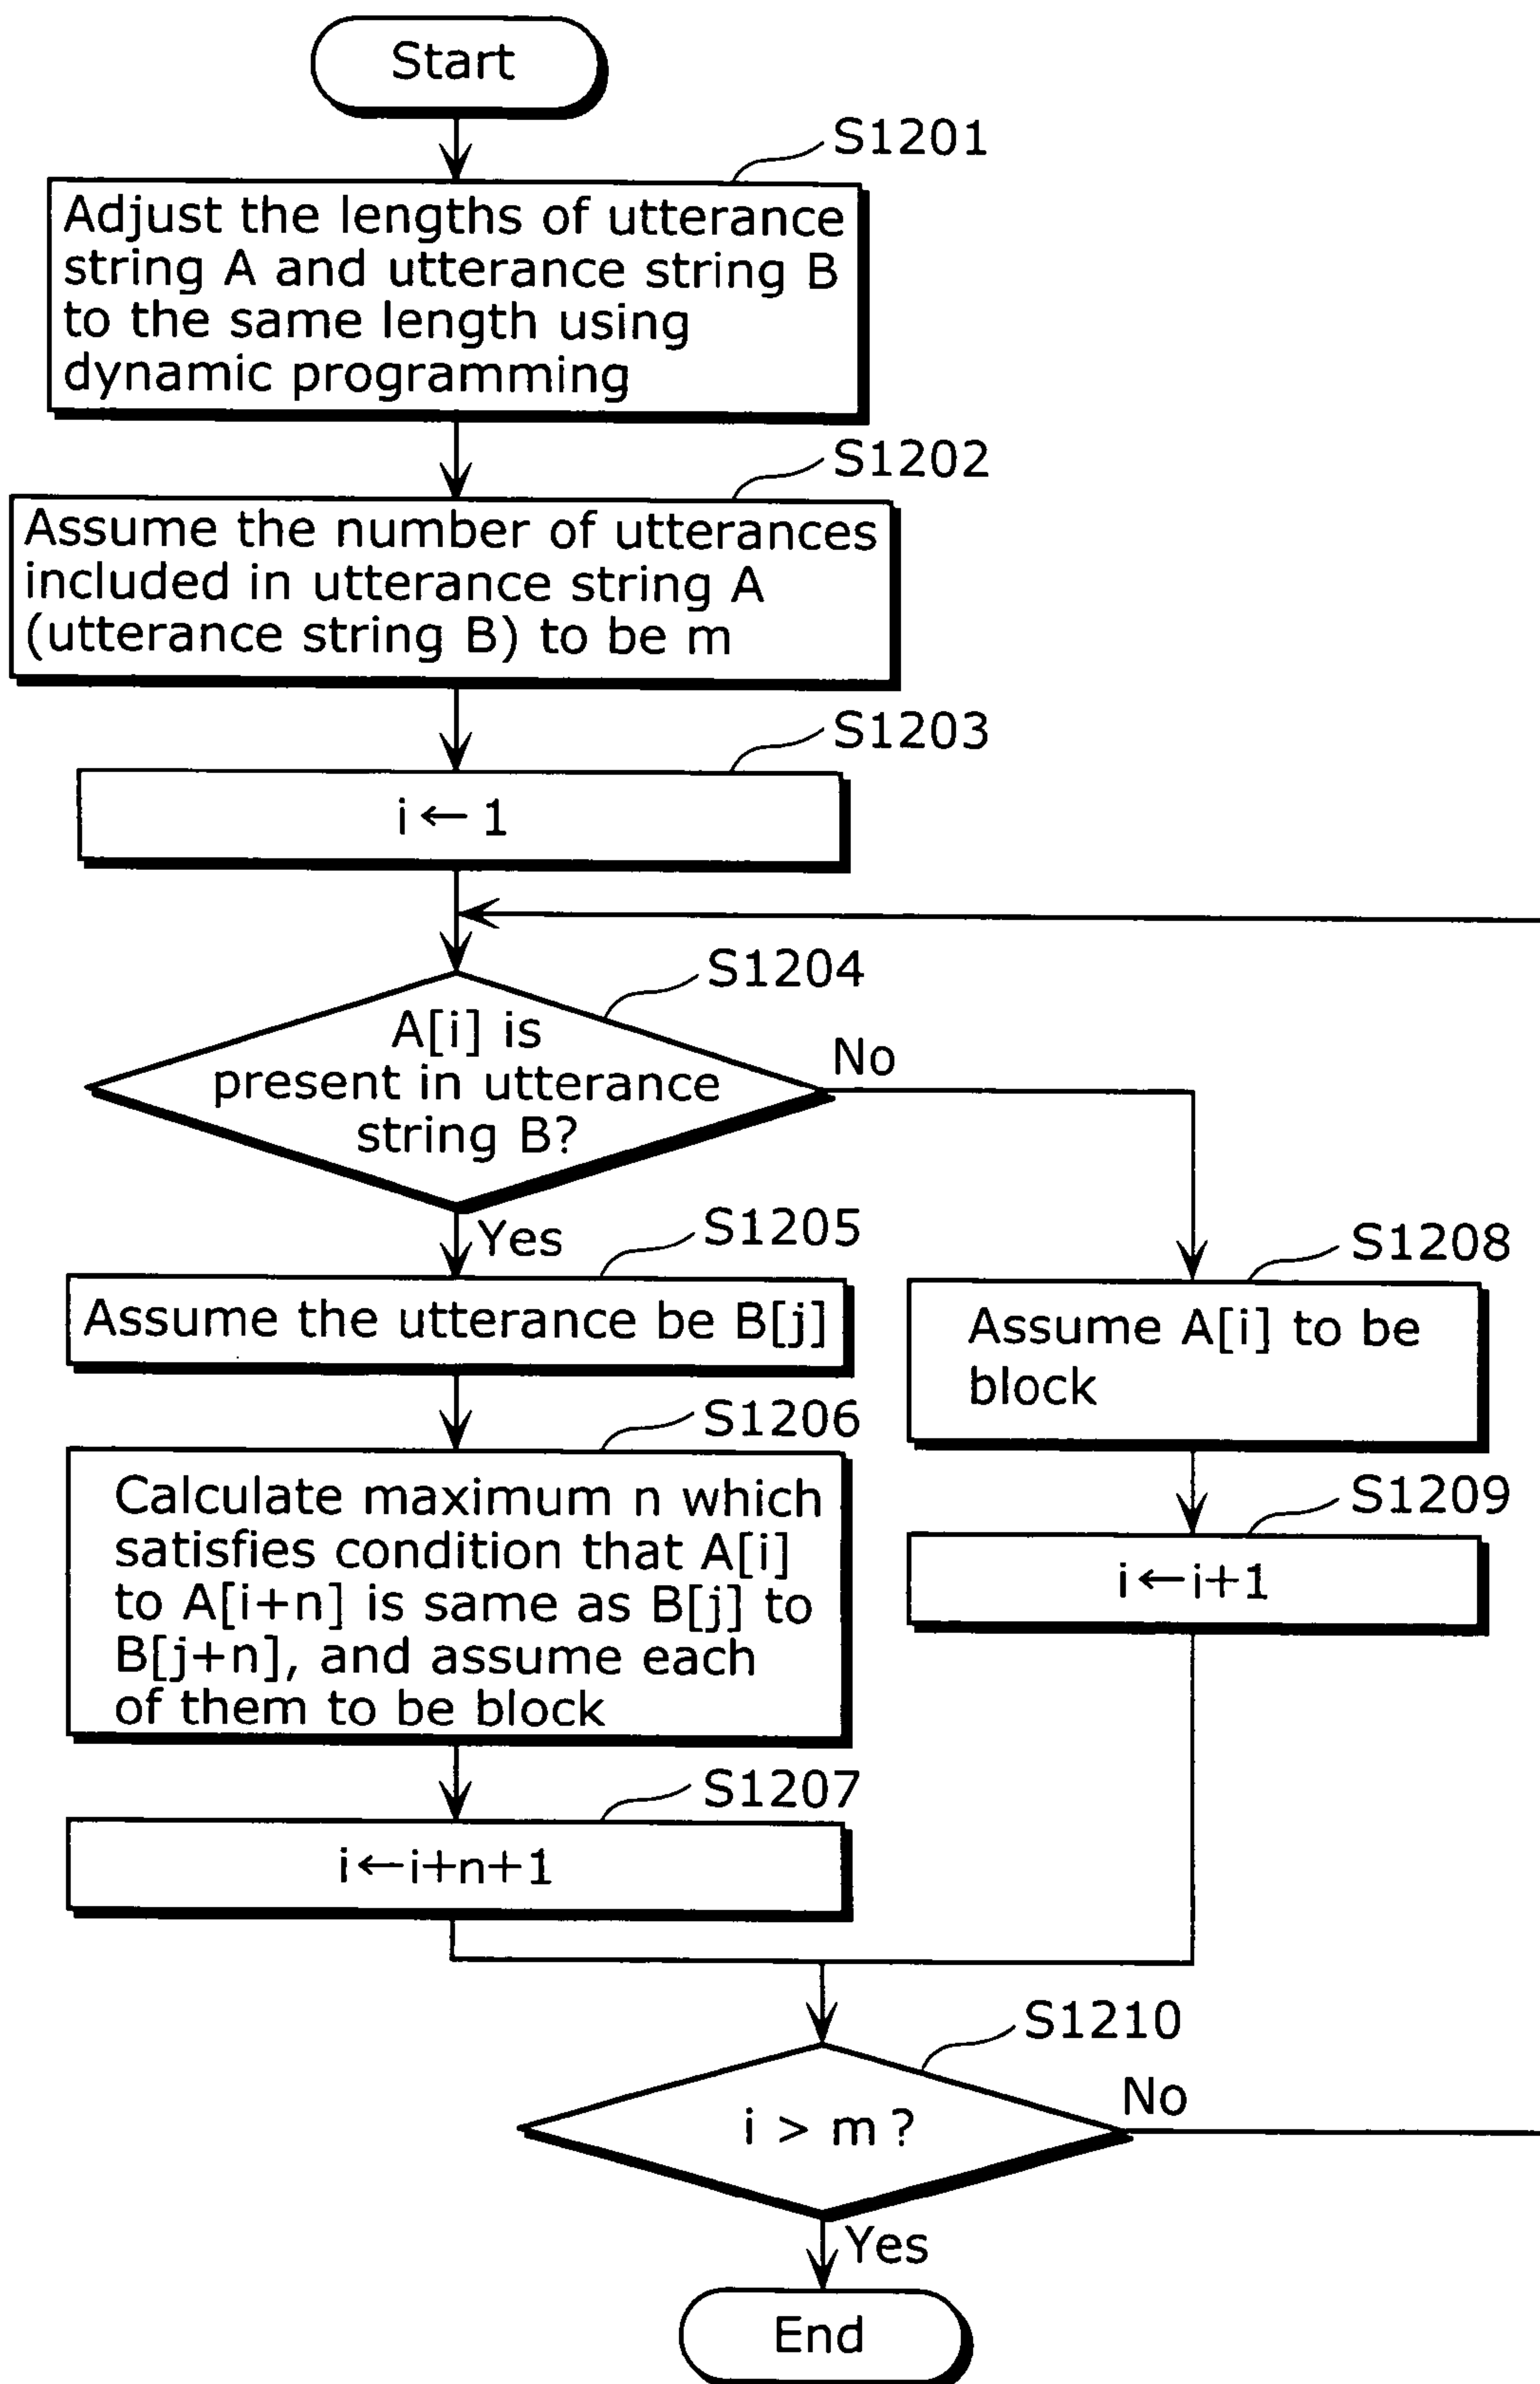 Start
S1201
Adjust the lengths of utterance
string A and utterance string B
to the same length using
dynamic programming
S1202
Assume the number of utterances
included in utterance string A
(utterance string B) to be m
S1203
i ← 1
S1204
A[i] is
present in utterance
string B?
No
Yes
S1205
Assume the utterance be B[j]
S1206
Calculate maximum n which
satisfies condition that A[i]
to A[i+n] is same as B[j] to
B[j+n], and assume each
of them to be block
S1207
i←i+n+1
S1208
Assume A[i] to be
block
S1209
i←i+1
S1210
i > m ?
No
Yes
End